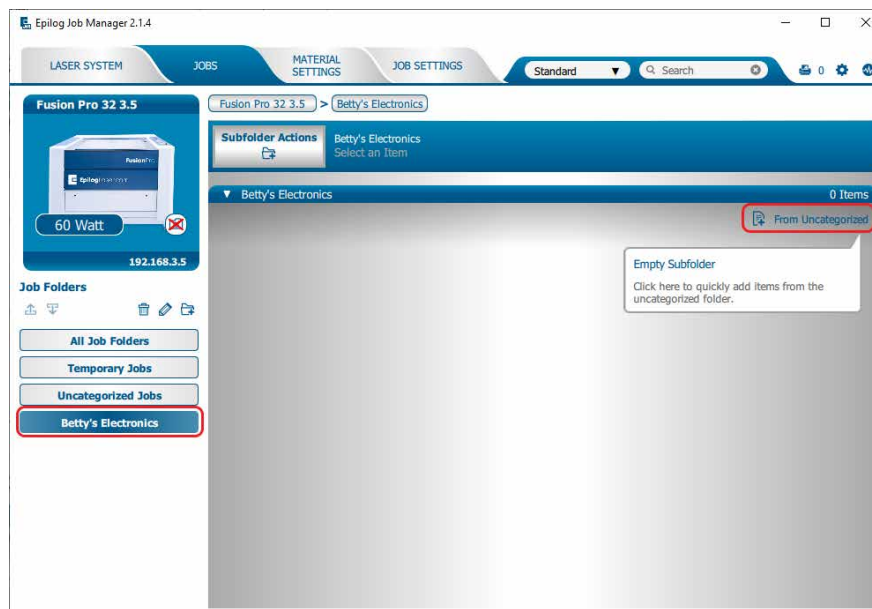 Epilog Job Manager 2.1.4
LASER SYSTEM
JOBS
MATERIAL
SETTINGS
JOB SETTINGS
Standard
Search
0
Fusion Pro 32 3.5
Fusion Pro 32 3.5 > Betty's Electronics
Subfolder Actions
Betty's Electronics
Select an Item
FusionPro
60 Watt
192.168.3.5
Betty's Electronics
0 Items
From Uncategorized
Empty Subfolder
Click here to quickly add items from the
uncategorized folder.
Job Folders
All Job Folders
Temporary Jobs
Uncategorized Jobs
Betty's Electronics